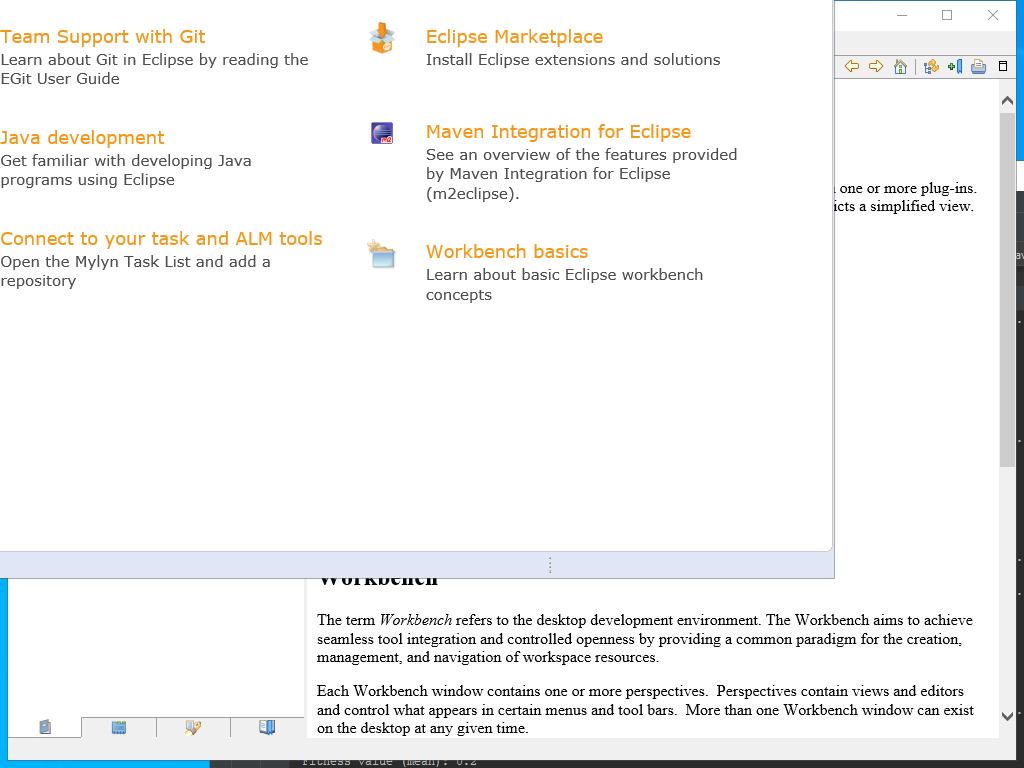 Team Support with Git
Learn about Git in Eclipse by reading the
EGit User Guide
Eclipse Marketplace
Install Eclipse extensions and solutions
Java development
Get familiar with developing Java
programs using Eclipse
Maven Integration for Eclipse
See an overview of the features provided
by Maven Integration for Eclipse
(m2eclipse).
Connect to your task and ALM tools
Open the Mylyn Task List and add a
repository
Workbench basics
Learn about basic Eclipse workbench
concepts
one or more plug-ins.
a simplified view.
Workbench
The term Workbench refers to the desktop development environment. The Workbench aims to achieve
seamless tool integration and controlled openness by providing a common paradigm for the creation,
management, and navigation of workspace resources.
Each Workbench window contains one or more perspectives.  Perspectives contain views and editors
and control what appears in certain menus and tool bars.  More than one Workbench window can exist
on the desktop at any given time.
Fitness value (mean): 0.2